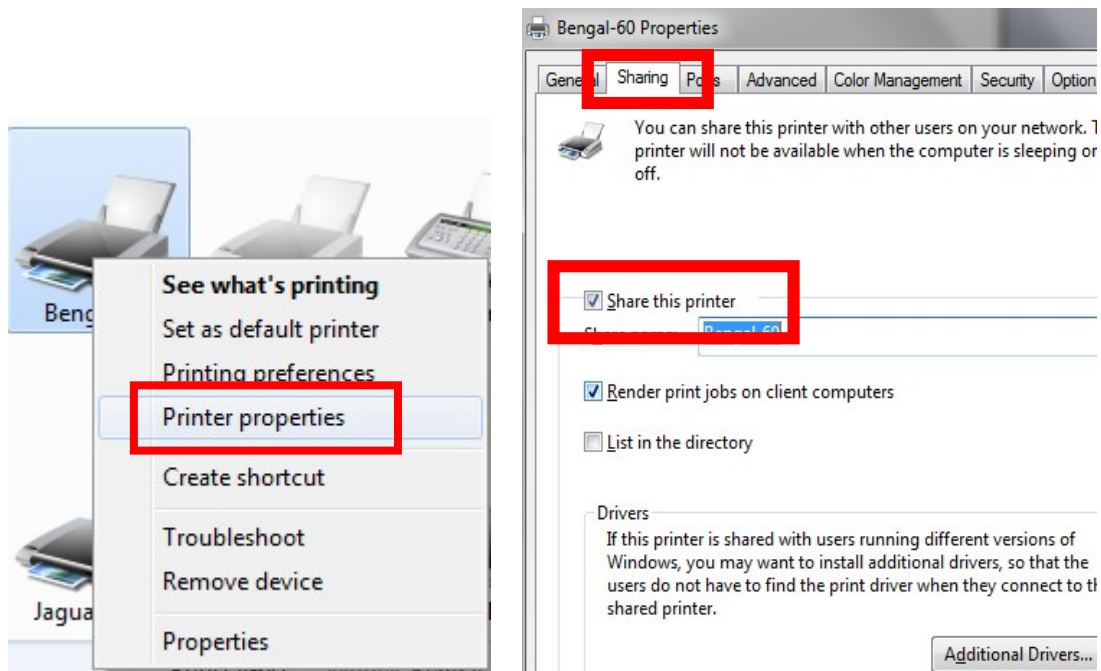 See what's printing
Set as default printer
Printing preferences
Printer properties
Create shortcut
Troubleshoot
Remove device
Properties
Beng
Jagua
Bengal-60 Properties
General Sharing Advanced Color Management Security Option
You can share this printer with other users on your network. T
printer will not be available when the computer is sleeping or
off.
Share this printer
Bengal-60
Render print jobs on client computers
List in the directory
Drivers
If this printer is shared with users running different versions of
Windows, you may want to install additional drivers, so that the
users do not have to find the print driver when they connect to th
shared printer.
Additional Drivers...